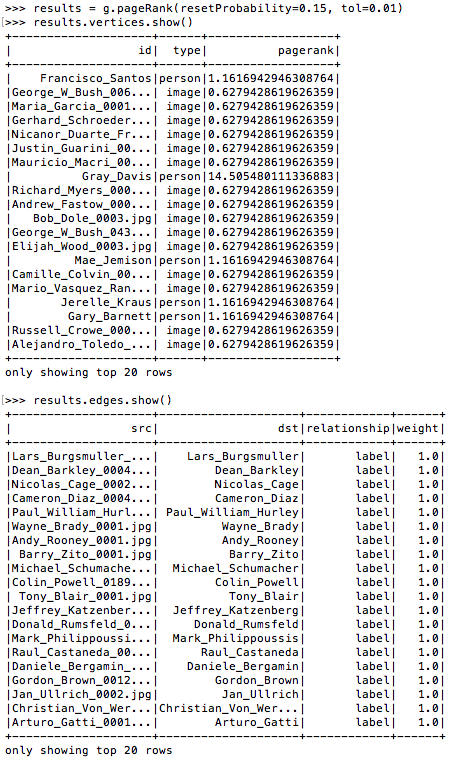 >>> results = g.pageRank(resetProbability=0.15, tol=0.01)
>>> results.vertices.show()
+--------------------+------+------------------+
|                  id|  type|          pagerank|
+--------------------+------+------------------+
|    Francisco_Santos|person|1.1616942946308764|
|George_W_Bush_006...| image|0.6279428619626359|
|Maria_Garcia_0001...| image|0.6279428619626359|
|Gerhard_Schroeder...| image|0.6279428619626359|
|Nicanor_Duarte_Fr...| image|0.6279428619626359|
|Justin_Guarini_00...| image|0.6279428619626359|
|Mauricio_Macri_00...| image|0.6279428619626359|
|          Gray_Davis|person|14.505480111336883|
|Richard_Myers_000...| image|0.6279428619626359|
|Andrew_Fastow_000...| image|0.6279428619626359|
|   Bob_Dole_0003.jpg| image|0.6279428619626359|
|George_W_Bush_043...| image|0.6279428619626359|
|Elijah_Wood_0003.jpg| image|0.6279428619626359|
|         Mae_Jemison|person|1.1616942946308764|
|Camille_Colvin_00...| image|0.6279428619626359|
|Mario_Vasquez_Ran...| image|0.6279428619626359|
|       Jerelle_Kraus|person|1.1616942946308764|
|        Gary_Barnett|person|1.1616942946308764|
|Russell_Crowe_000...| image|0.6279428619626359|
|Alejandro_Toledo_...| image|0.6279428619626359|
+--------------------+------+------------------+
only showing top 20 rows
[>>> results.edges.show()
+--------------------+--------------------+------------+------+
|                 src|                 dst|relationship|weight|
+--------------------+--------------------+------------+------+
|Lars_Burgsmuller_...|    Lars_Burgsmuller|       label|   1.0|
|Dean_Barkley_0004...|        Dean_Barkley|       label|   1.0|
|Nicolas_Cage_0002...|        Nicolas_Cage|       label|   1.0|
|Cameron_Diaz_0004...|        Cameron_Diaz|       label|   1.0|
|Paul_William_Hurl...| Paul_William_Hurley|       label|   1.0|
|Wayne_Brady_0001.jpg|         Wayne_Brady|       label|   1.0|
|Andy_Rooney_0001.jpg|         Andy_Rooney|       label|   1.0|
| Barry_Zito_0001.jpg|          Barry_Zito|       label|   1.0|
|Michael_Schumache...|  Michael_Schumacher|       label|   1.0|
|Colin_Powell_0189...|        Colin_Powell|       label|   1.0|
| Tony_Blair_0001.jpg|          Tony_Blair|       label|   1.0|
|Jeffrey_Katzenber...|  Jeffrey_Katzenberg|       label|   1.0|
|Donald_Rumsfeld_0...|     Donald_Rumsfeld|       label|   1.0|
|Mark_Philippoussi...|  Mark_Philippoussis|       label|   1.0|
|Raul_Castaneda_00...|      Raul_Castaneda|       label|   1.0|
|Daniele_Bergamin_...|    Daniele_Bergamin|       label|   1.0|
|Gordon_Brown_0012...|        Gordon_Brown|       label|   1.0|
|Jan_Ullrich_0002.jpg|         Jan_Ullrich|       label|   1.0|
|Christian_Von_Wer...|Christian_Von_Wer...|       label|   1.0|
|Arturo_Gatti_0001...|        Arturo_Gatti|       label|   1.0|
+--------------------+--------------------+------------+------+
only showing top 20 rows